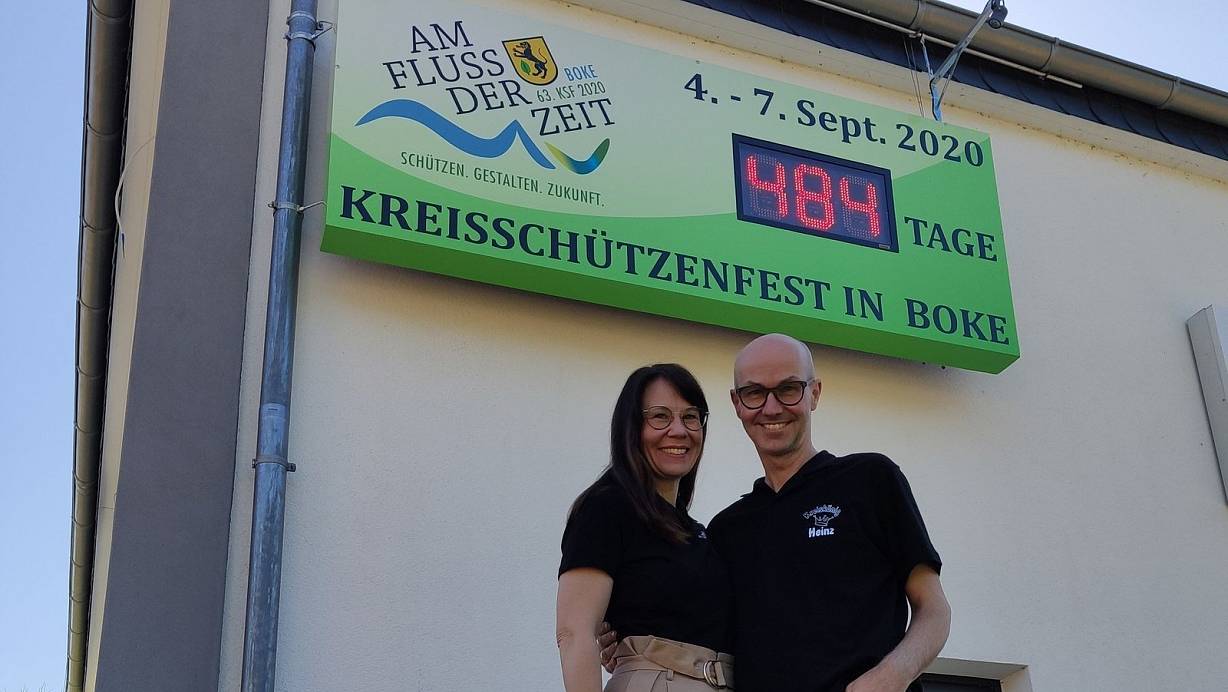 AM
FLUSS
DER
ZEIT
BOKE
63. KSF 2020
SCHÜTZEN. GESTALTEN. ZUKUNFT.
4. - 7. Sept. 2020
484 TAGE
KREISSCHÜTZENFEST IN BOKE
Kreiskönig
Heinz